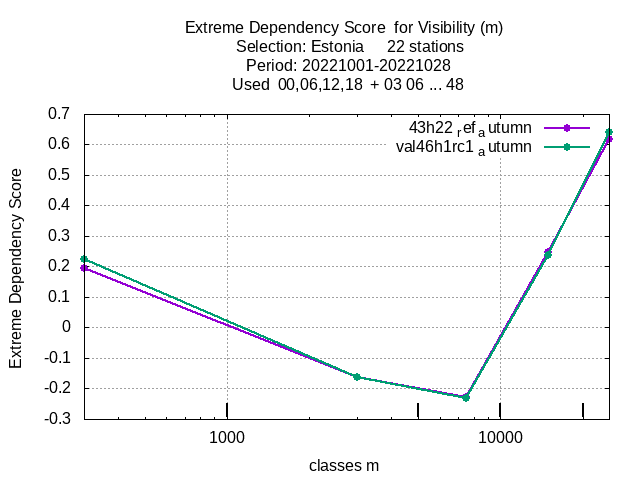 Extreme Dependency Score  for Visibility (m)
Selection: Estonia     22 stations
Period: 20221001-20221028
Used  00,06,12,18  + 03 06 ... 48
43h22 ref autumn
val46h1rc1 autumn
0.7
0.6
0.5
0.4
0.3
0.2
0.1
0
-0.1
-0.2
-0.3
Extreme Dependency Score
1000
10000
classes m